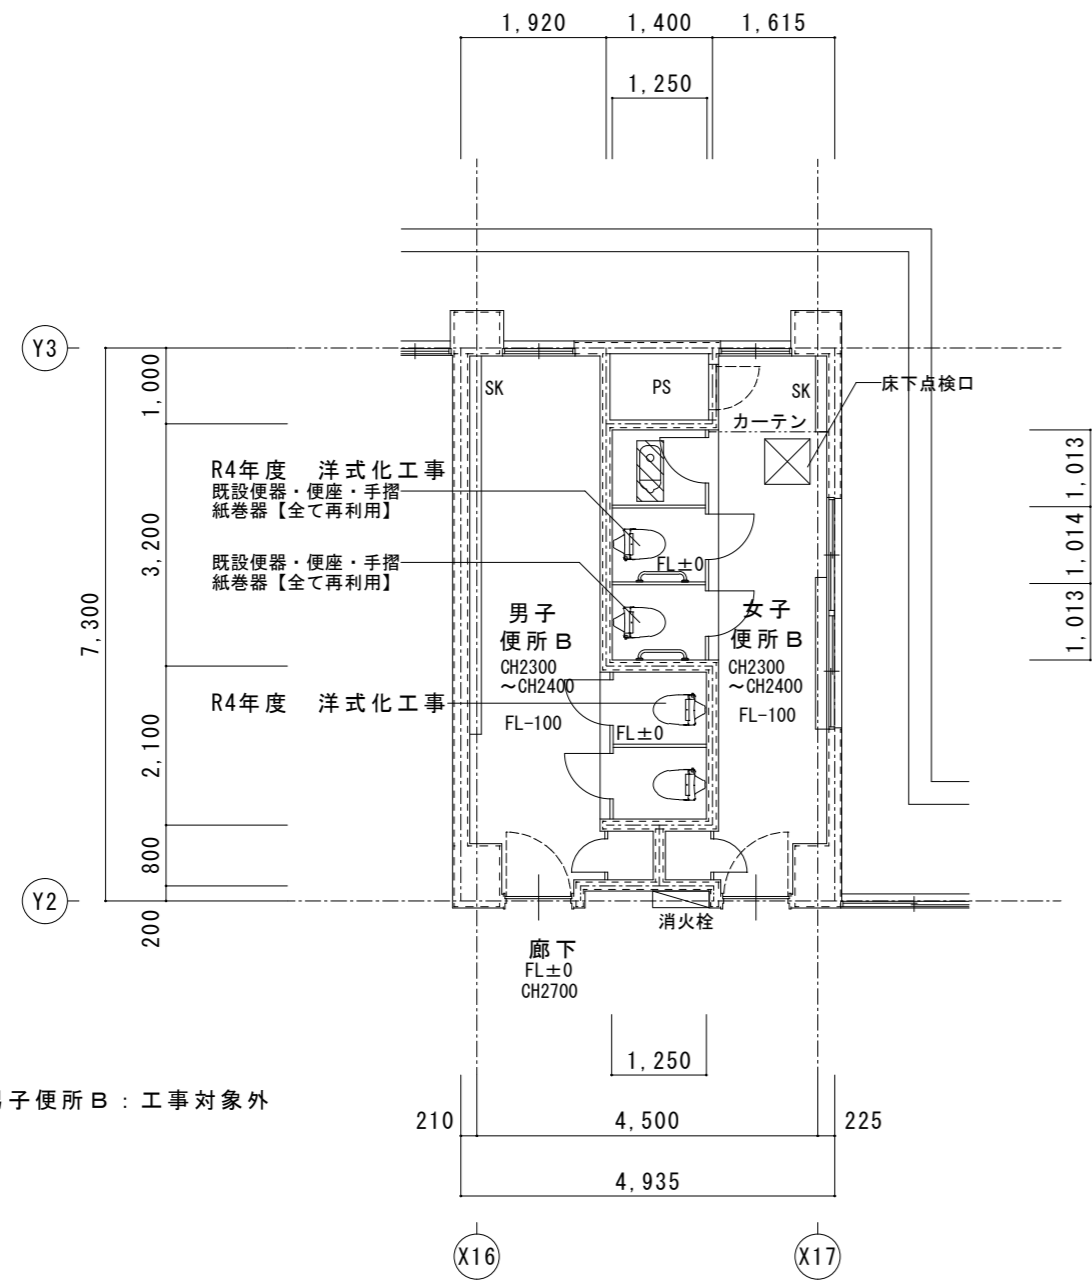 1,920
1,400
1,615
1,250
Y3
1,000
SK
PS
SK
床下点検口
カーテン
R4年度 洋式化工事
既設便器・便座・手摺
紙巻器【全て再利用】
1,013
3,200
FL±0
1,014
既設便器・便座・手摺
紙巻器【全て再利用】
7,300
男子
便所B
CH2300
~CH2400
女子
便所B
CH2300
~CH2400
1,013
R4年度 洋式化工事
FL-100
FL±0
FL-100
2,100
800
Y2
200
消火栓
廊下
FL±0
CH2700
1,250
子便所B:工事対象外
210
4,500
225
4,935
X16
X17